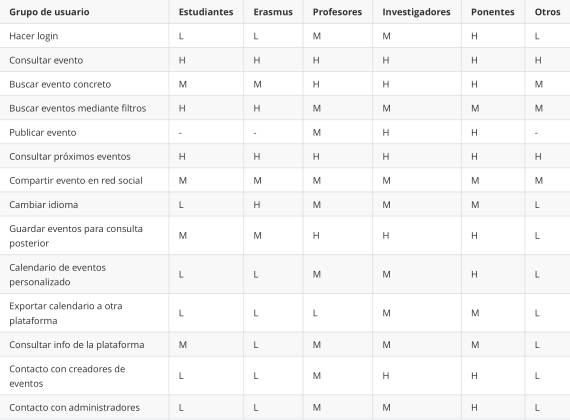 Grupo de usuario Estudiantes Erasmus Profesores Investigadores Ponentes Otros
Hacer login L L M M H L
Consultar evento H H H H H H
Buscar evento concreto M M H H H M
Buscar eventos mediante filtros H H M M M M
Publicar evento - - M H H -
Consultar próximos eventos H H H H H H
Compartir evento en red social M M M M M M
Cambiar idioma L H M M M L
Guardar eventos para consulta
posterior M M H H H L
Calendario de eventos
personalizado L L M M H L
Exportar calendario a otra
plataforma L L L M M L
Consultar info de la plataforma M L M M M L
Contacto con creadores de
eventos L L M H H L
Contacto con administradores L L M M H L